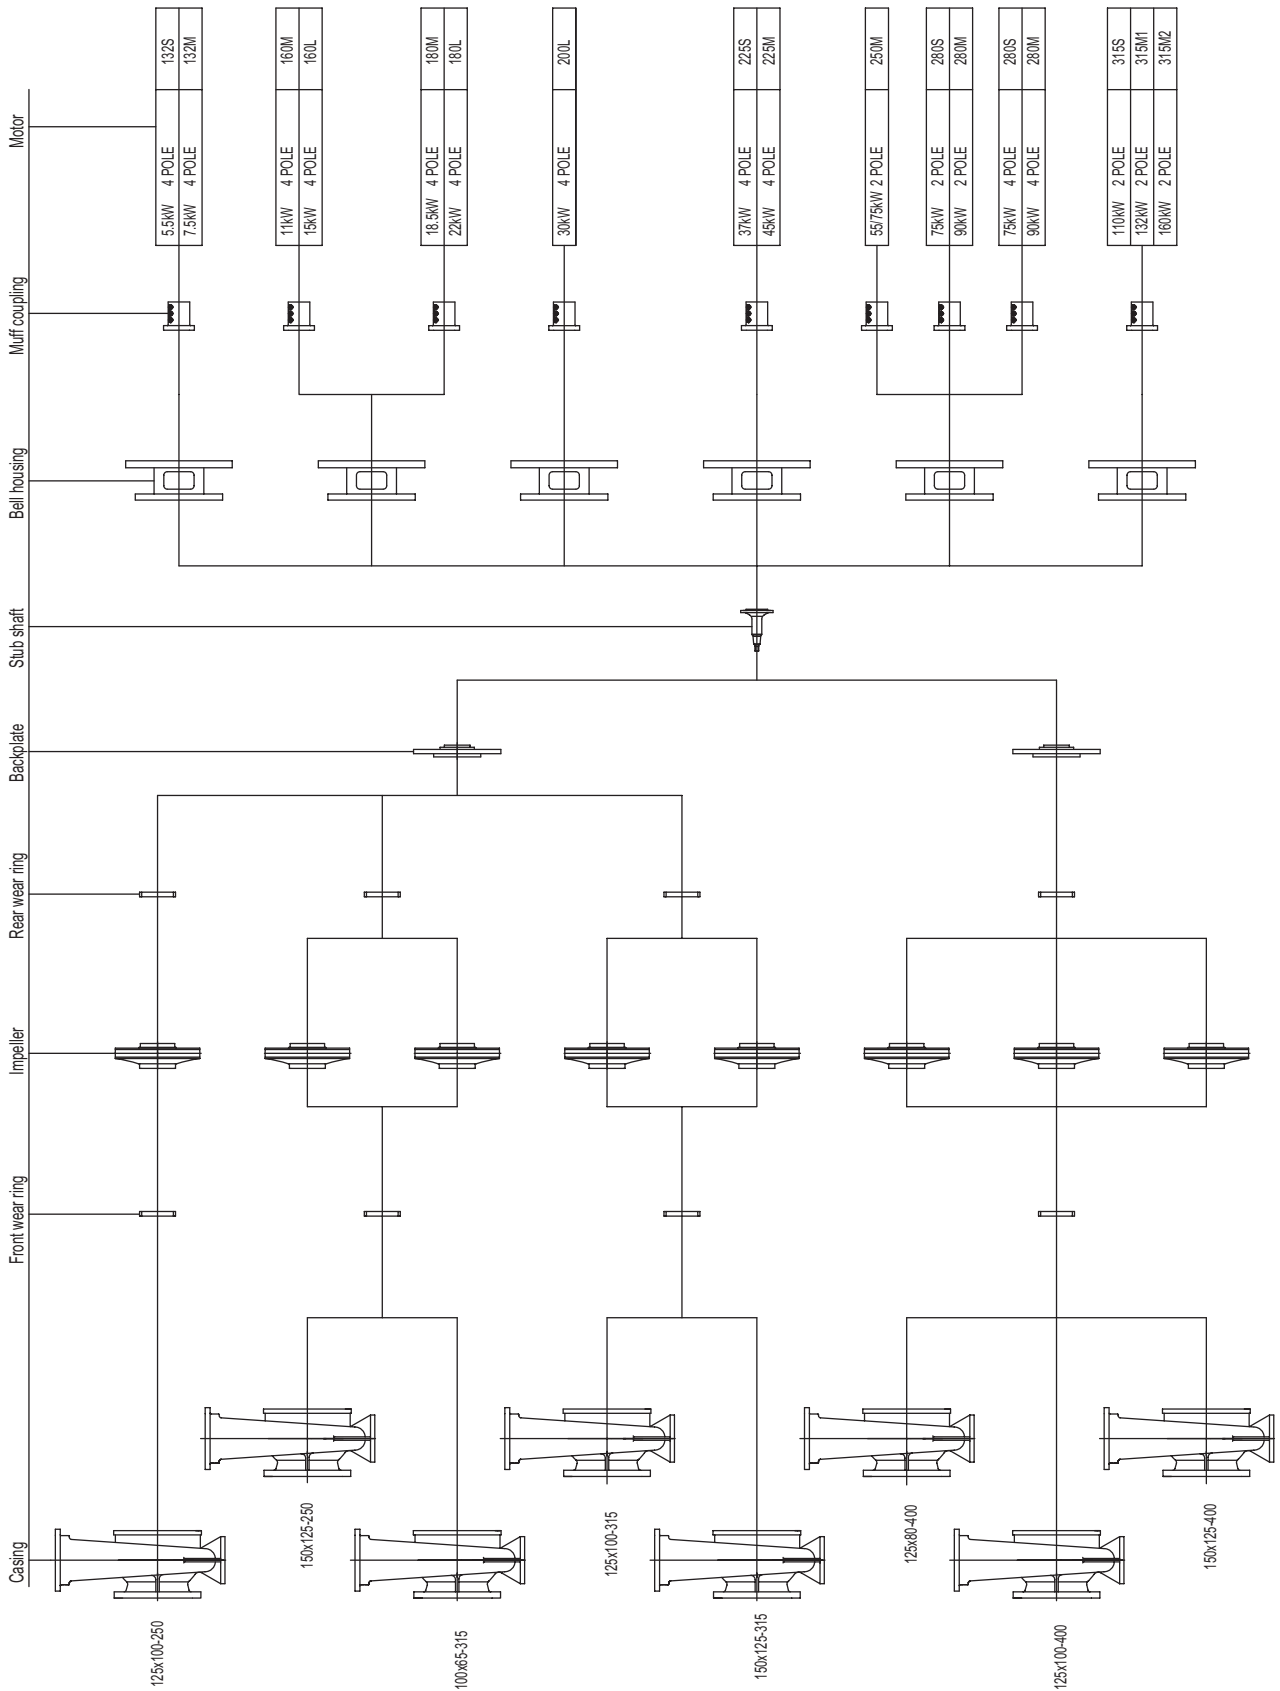 Casing
Front wear ring
Impeller
Rear wear ring
Backplate
Stub shaft
Bell housing
Muff coupling
Motor
5.5kW 4 POLE 132S
7.5kW 4 POLE 132M
11kW 4 POLE 160M
15kW 4 POLE 160L
18.5kW 4 POLE 180M
22kW 4 POLE 180L
30kW 4 POLE 200L
37kW 4 POLE 225S
45kW 4 POLE 225M
55/75kW 2 POLE 250M
75kW 2 POLE 280S
90kW 2 POLE 280M
75kW 4 POLE 280S
90kW 4 POLE 280M
110kW 2 POLE 315S
132kW 2 POLE 315M1
160kW 2 POLE 315M2
125x100-250
150x125-250
100x65-315
125x100-315
150x125-315
125x80-400
125x100-400
150x125-400